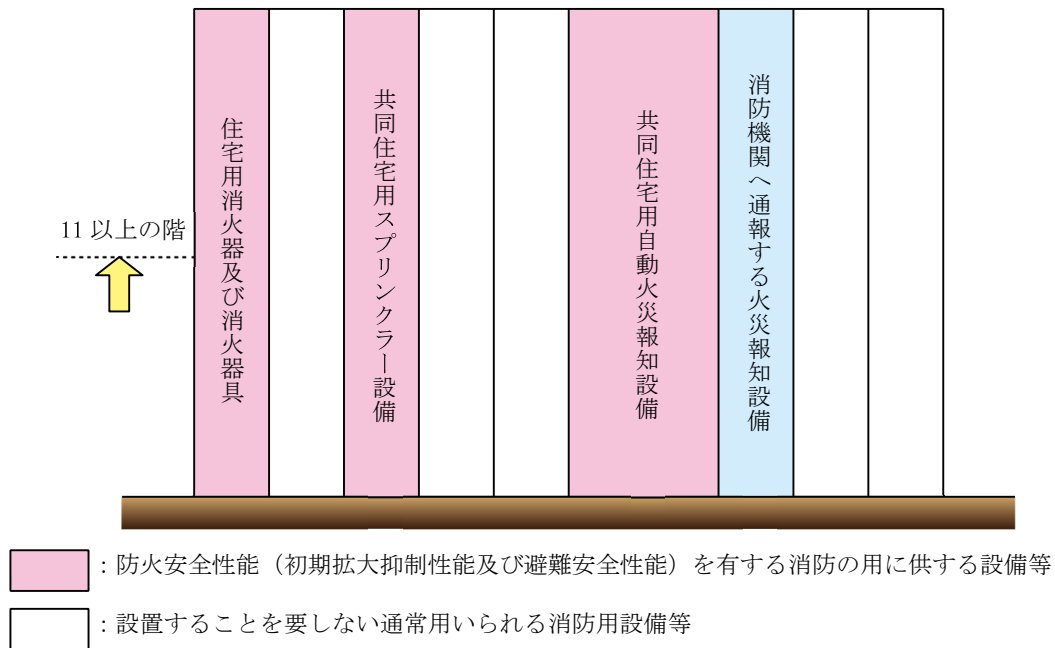 住宅用消火器及び消火器具
共同住宅用スプリンクラー設備
共同住宅用自動火災報知設備
消防機関へ通報する火災報知設備
11 以上の階
：防火安全性能（初期拡大抑制性能及び避難安全性能）を有する消防の用に供する設備等
：設置することを要しない通常用いられる消防用設備等